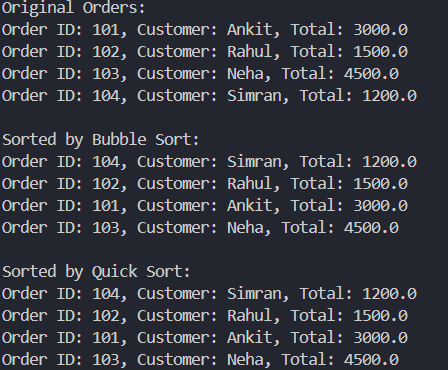 Original Orders:
Order ID: 101, Customer: Ankit, Total: 3000.0
Order ID: 102, Customer: Rahul, Total: 1500.0
Order ID: 103, Customer: Neha, Total: 4500.0
Order ID: 104, Customer: Simran, Total: 1200.0

Sorted by Bubble Sort:
Order ID: 104, Customer: Simran, Total: 1200.0
Order ID: 102, Customer: Rahul, Total: 1500.0
Order ID: 101, Customer: Ankit, Total: 3000.0
Order ID: 103, Customer: Neha, Total: 4500.0

Sorted by Quick Sort:
Order ID: 104, Customer: Simran, Total: 1200.0
Order ID: 102, Customer: Rahul, Total: 1500.0
Order ID: 101, Customer: Ankit, Total: 3000.0
Order ID: 103, Customer: Neha, Total: 4500.0